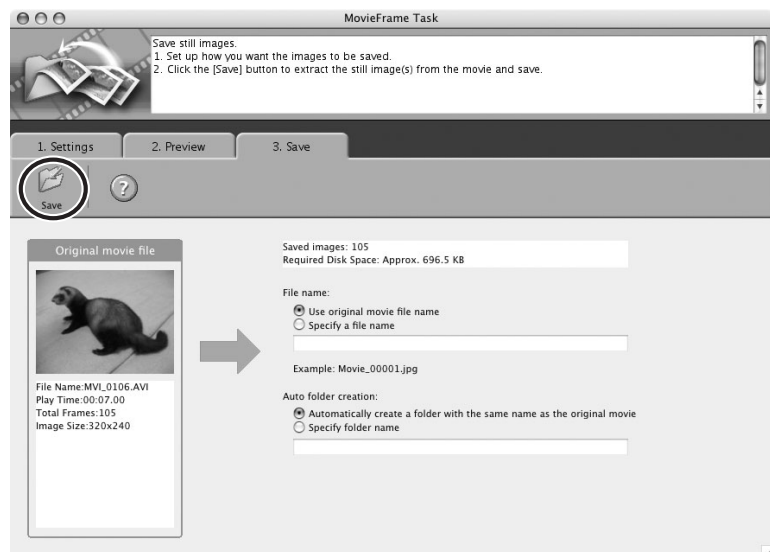 MovieFrame Task
Save still images.
1. Set up how you want the images to be saved.
2. Click the [Save] button to extract the still image(s) from the movie and save.
1. Settings
2. Preview
3. Save
Save
?
Original movie file
File Name:MVI_0106.AVI
Play Time:00:07.00
Total Frames:105
Image Size:320x240
Saved images: 105
Required Disk Space: Approx. 696.5 KB
File name:
Use original movie file name
Specify a file name
Example: Movie_00001.jpg
Auto folder creation:
Automatically create a folder with the same name as the original movie
Specify folder name